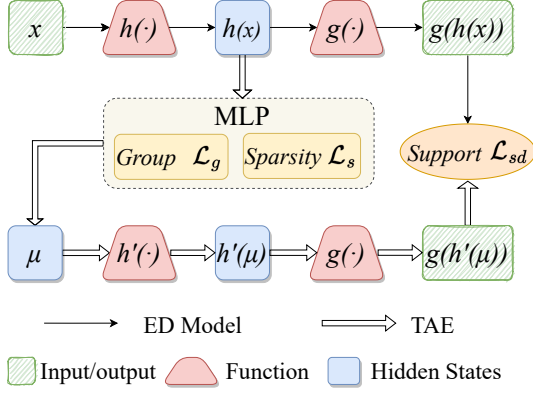 x h(·) h(x) g(·) g(h(x))
MLP
Group ℒg Sparsity ℒs
Support ℒsd
μ h'(·) h'(μ) g(·) g(h'(μ))
ED Model TAE
Input/output Function Hidden States